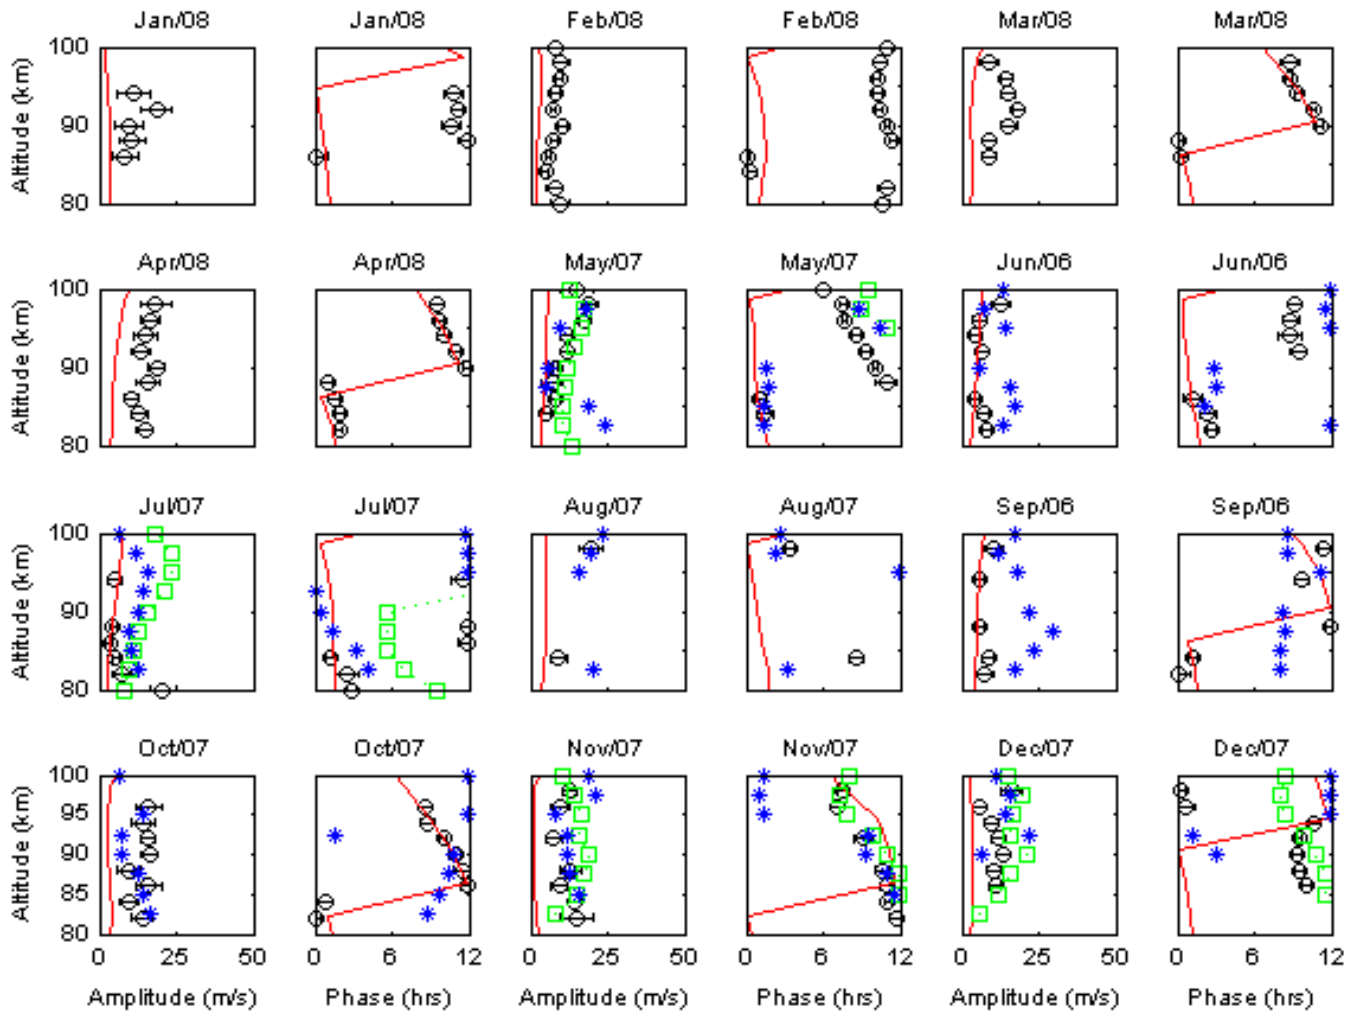 Jan/08 Jan/08 Feb/08 Feb/08 Mar/08 Mar/08
100
90
80
Altitude (km)
Apr/08 Apr/08 May/07 May/07 Jun/06 Jun/06
100
90
80
Altitude (km)
Jul/07 Jul/07 Aug/07 Aug/07 Sep/06 Sep/06
100
90
80
Altitude (km)
Oct/07 Oct/07 Nov/07 Nov/07 Dec/07 Dec/07
100
95
90
85
80
Altitude (km)
0 25 50 0 6 12 0 25 50 0 6 12 0 25 50 0 6 12
Amplitude (m/s) Phase (hrs) Amplitude (m/s) Phase (hrs) Amplitude (m/s) Phase (hrs)